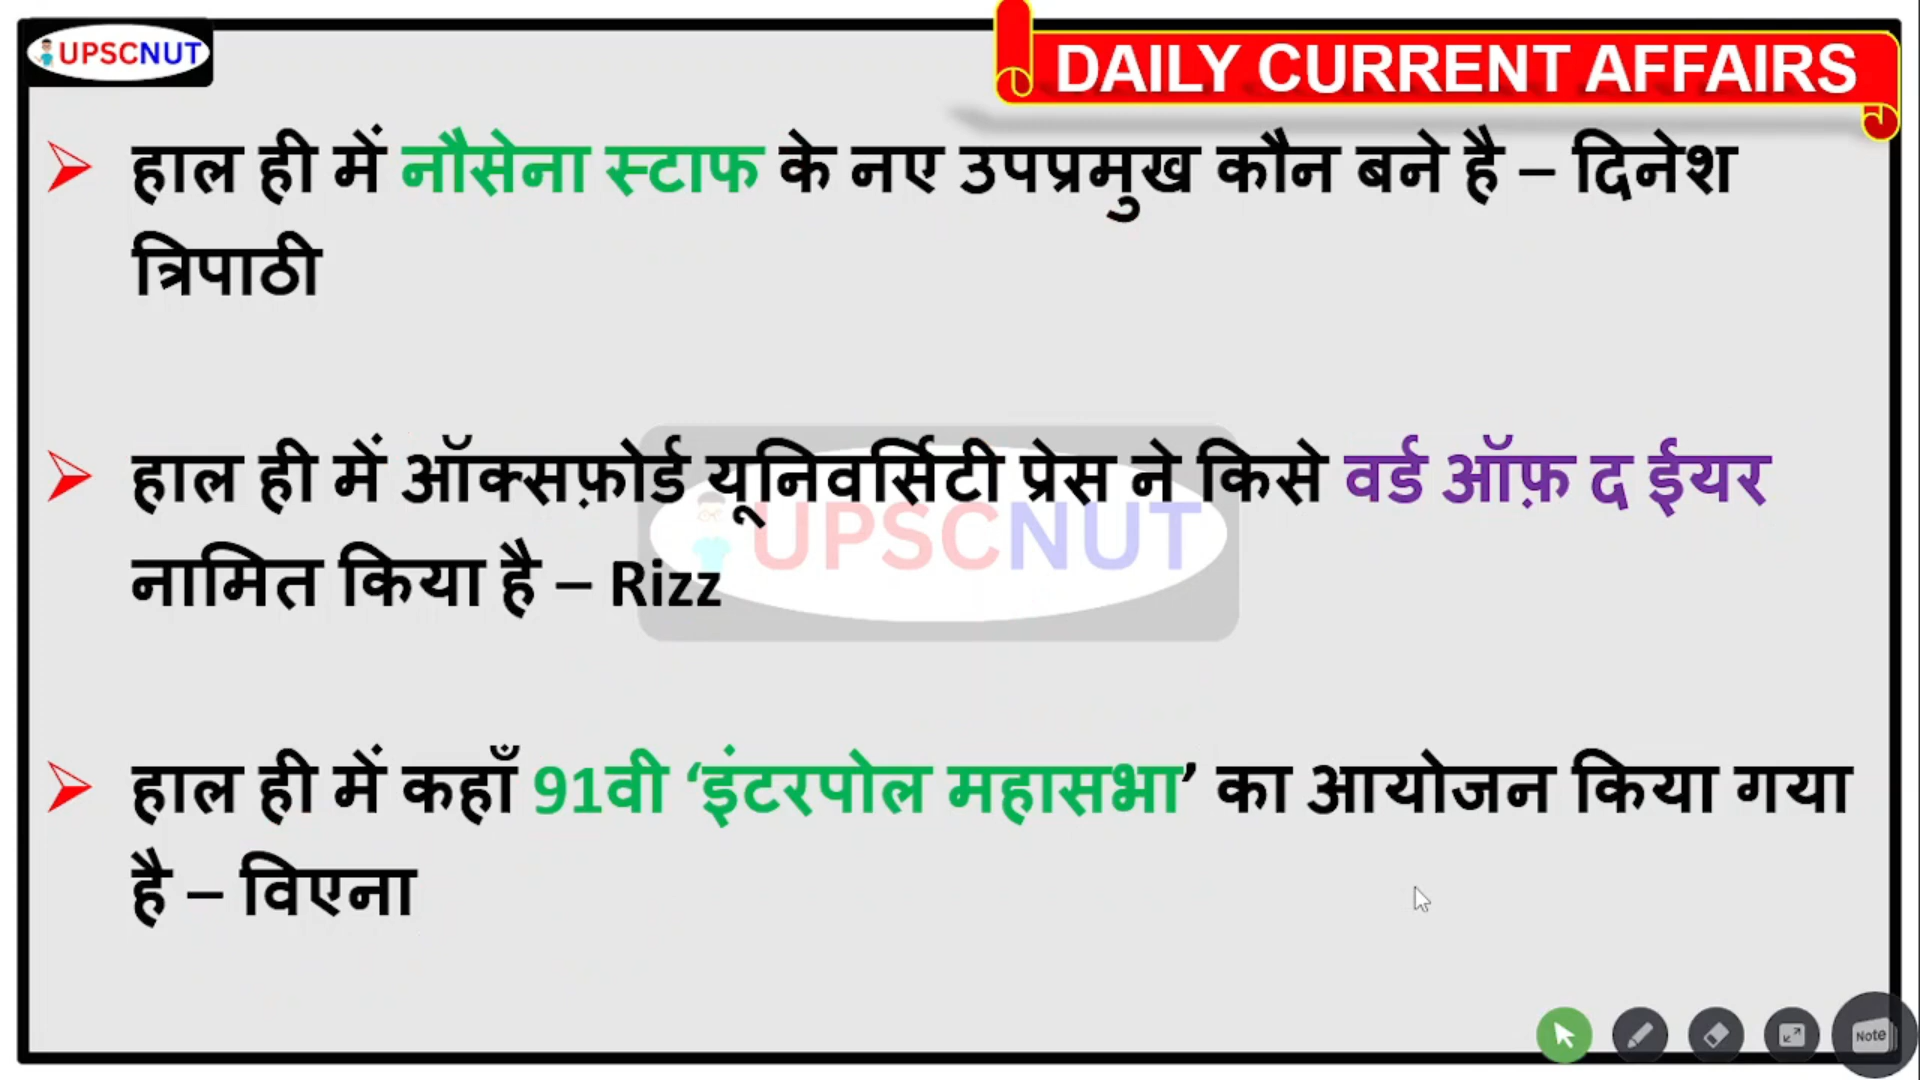 UPSCNUT
DAILY CURRENT AFFAIRS
हाल ही में नौसेना स्टाफ के नए उपप्रमुख कौन बने है – दिनेश
त्रिपाठी
हाल ही में ऑक्सफ़ोर्ड यूनिवर्सिटी प्रेस ने किसे वर्ड ऑफ़ द ईयर
UPSCNUT
नामित किया है – Rizz
हाल ही में कहाँ 91वी ‘इंटरपोल महासभा’ का आयोजन किया गया
है – विएना
Note